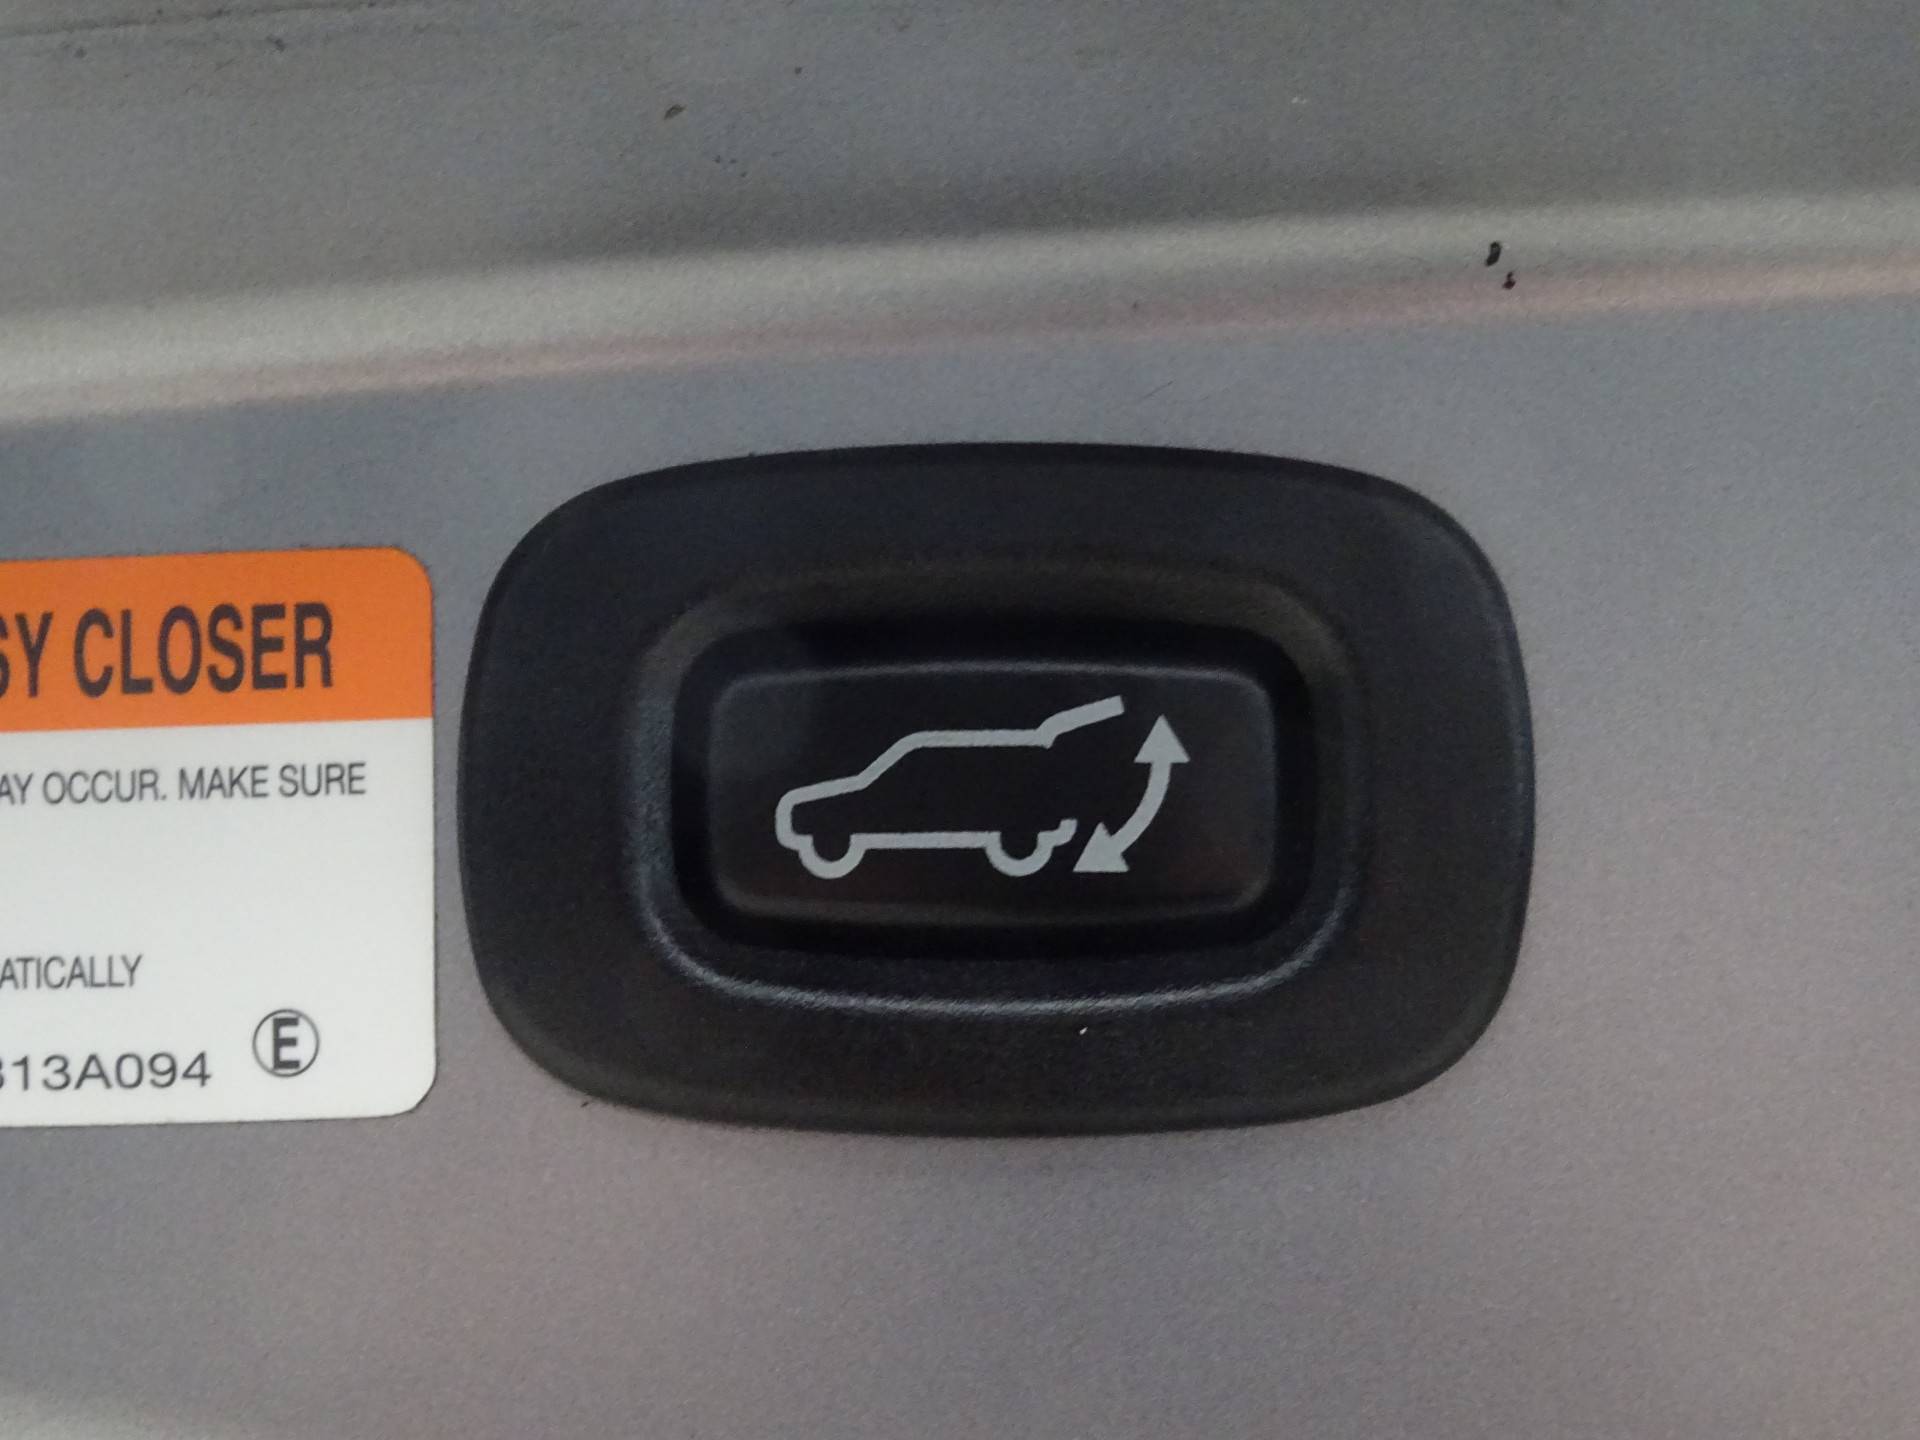 SY CLOSER
AY OCCUR. MAKE SURE
ATICALLY
313A094 E